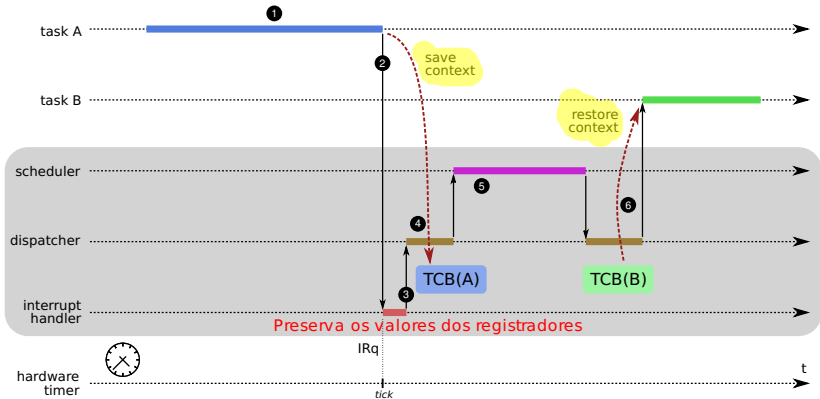 1
task A
2
save
context
task B
restore
context
scheduler
5
6
4
dispatcher
TCB(A)
TCB(B)
3
interrupt
handler
Preserva os valores dos registradores
IRq
t
hardware
timer
tick